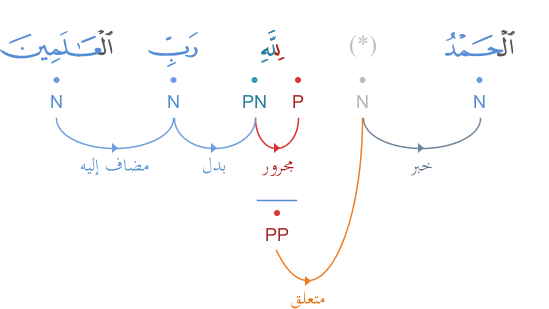 ٱلْحَمْدُ (*) لِلَّهِ رَبِّ ٱلْعَـٰلَمِينَ
N N P PN N N
خبر مجرور بدل مضاف إليه
PP
متعلق